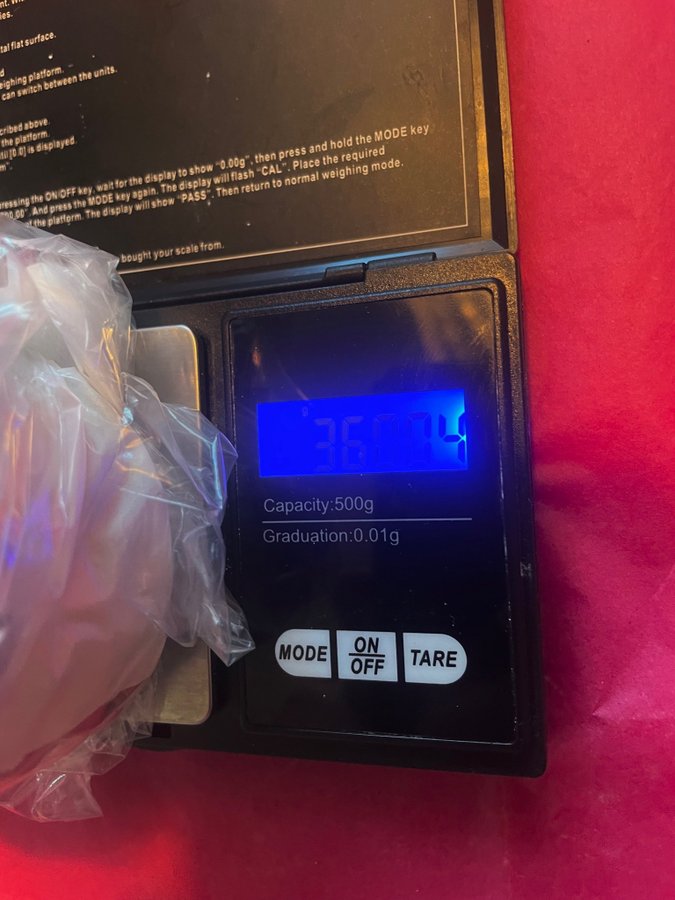 nt.
tal flat surface.
eighing platform.
can switch between the units.
cribed above.
the platform.
is displayed.
pressing the ON/OFF key, wait for the display to show "0.00g", then press and hold the MODE key
And press the MODE key again. The display will flash "CAL". Place the required
of the platform. The display will show "PASS". Then return to normal weighing mode.
bought your scale from.
g
Capacity:500g
Graduation:0.01g
MODE
ON
OFF
TARE